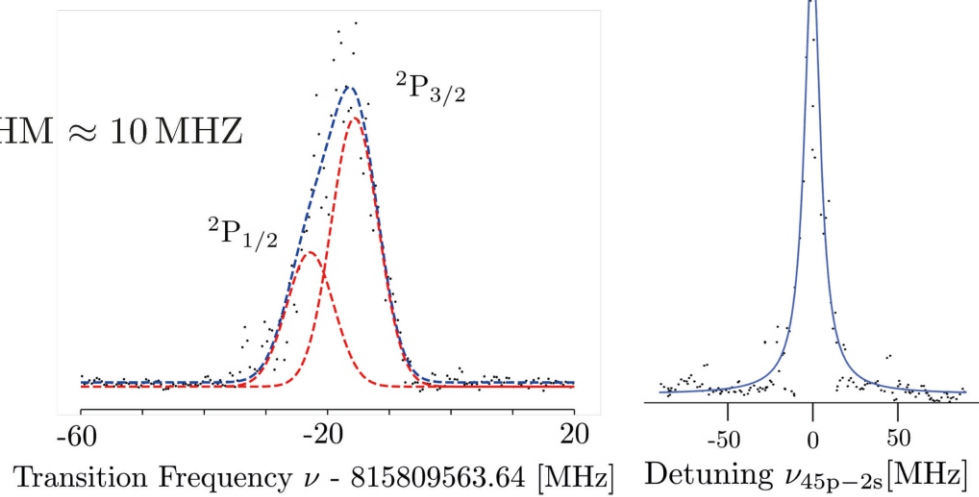 ²P₃/₂
HM ≈ 10 MHZ
²P₁/₂
-60 -20 20
Transition Frequency ν - 815809563.64 [MHz]
-50 0 50
Detuning ν₄₅ₚ₋₂ₛ[MHz]